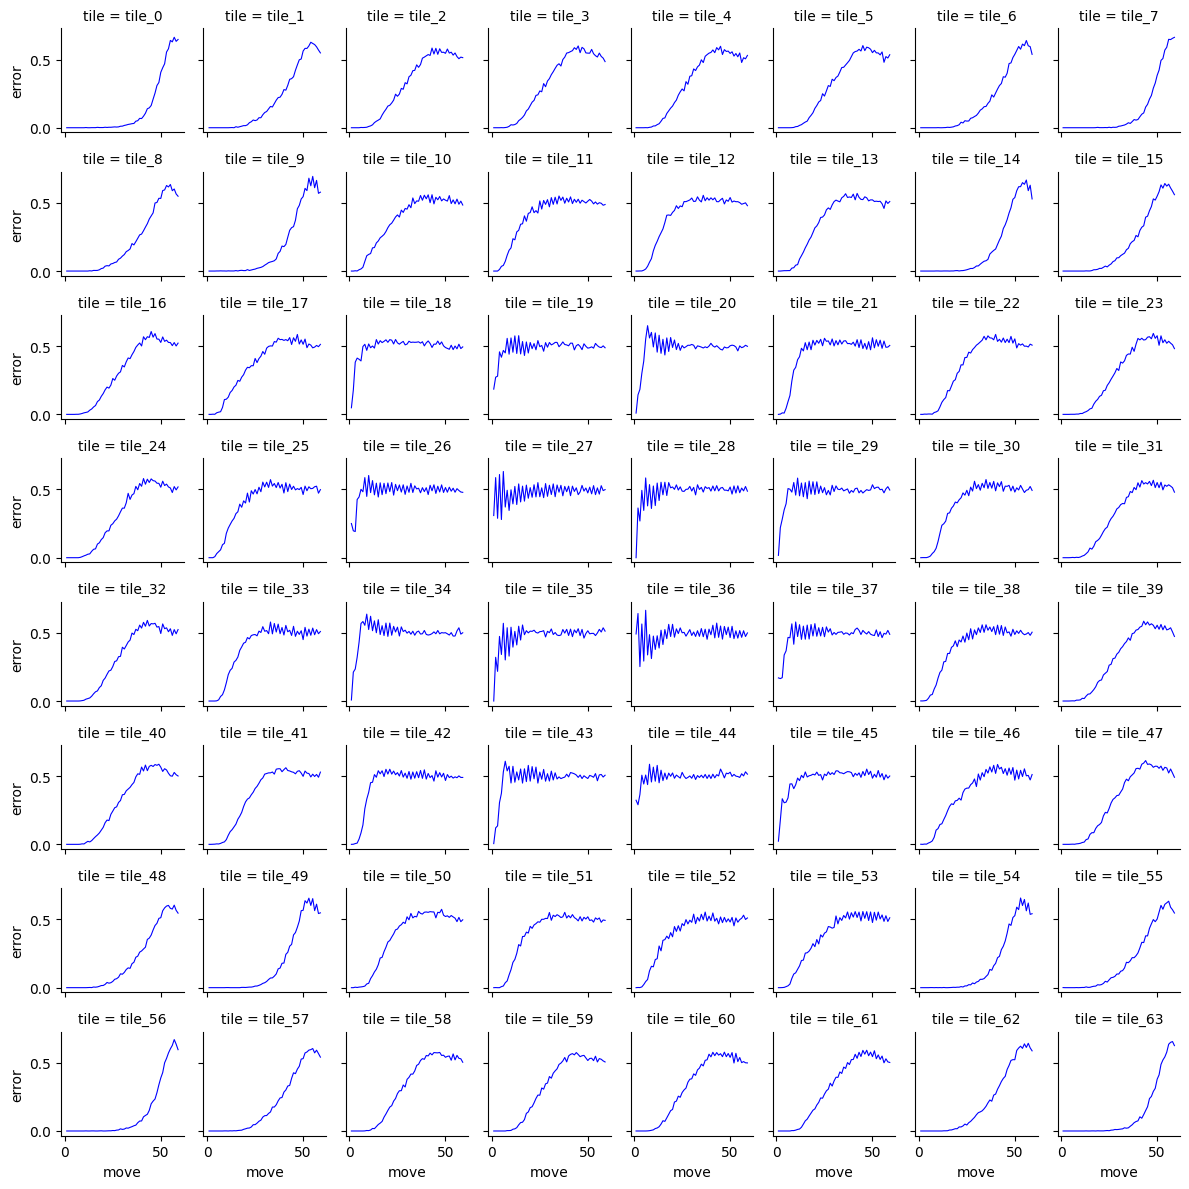 tile = tile_0 tile = tile_1 tile = tile_2 tile = tile_3 tile = tile_4 tile = tile_5 tile = tile_6 tile = tile_7
0.5
error
0.0
tile = tile_8 tile = tile_9 tile = tile_10 tile = tile_11 tile = tile_12 tile = tile_13 tile = tile_14 tile = tile_15
0.5
error
0.0
tile = tile_16 tile = tile_17 tile = tile_18 tile = tile_19 tile = tile_20 tile = tile_21 tile = tile_22 tile = tile_23
0.5
error
0.0
tile = tile_24 tile = tile_25 tile = tile_26 tile = tile_27 tile = tile_28 tile = tile_29 tile = tile_30 tile = tile_31
0.5
error
0.0
tile = tile_32 tile = tile_33 tile = tile_34 tile = tile_35 tile = tile_36 tile = tile_37 tile = tile_38 tile = tile_39
0.5
error
0.0
tile = tile_40 tile = tile_41 tile = tile_42 tile = tile_43 tile = tile_44 tile = tile_45 tile = tile_46 tile = tile_47
0.5
error
0.0
tile = tile_48 tile = tile_49 tile = tile_50 tile = tile_51 tile = tile_52 tile = tile_53 tile = tile_54 tile = tile_55
0.5
error
0.0
tile = tile_56 tile = tile_57 tile = tile_58 tile = tile_59 tile = tile_60 tile = tile_61 tile = tile_62 tile = tile_63
0.5
error
0.0
0 50 0 50 0 50 0 50 0 50 0 50 0 50 0 50
move move move move move move move move